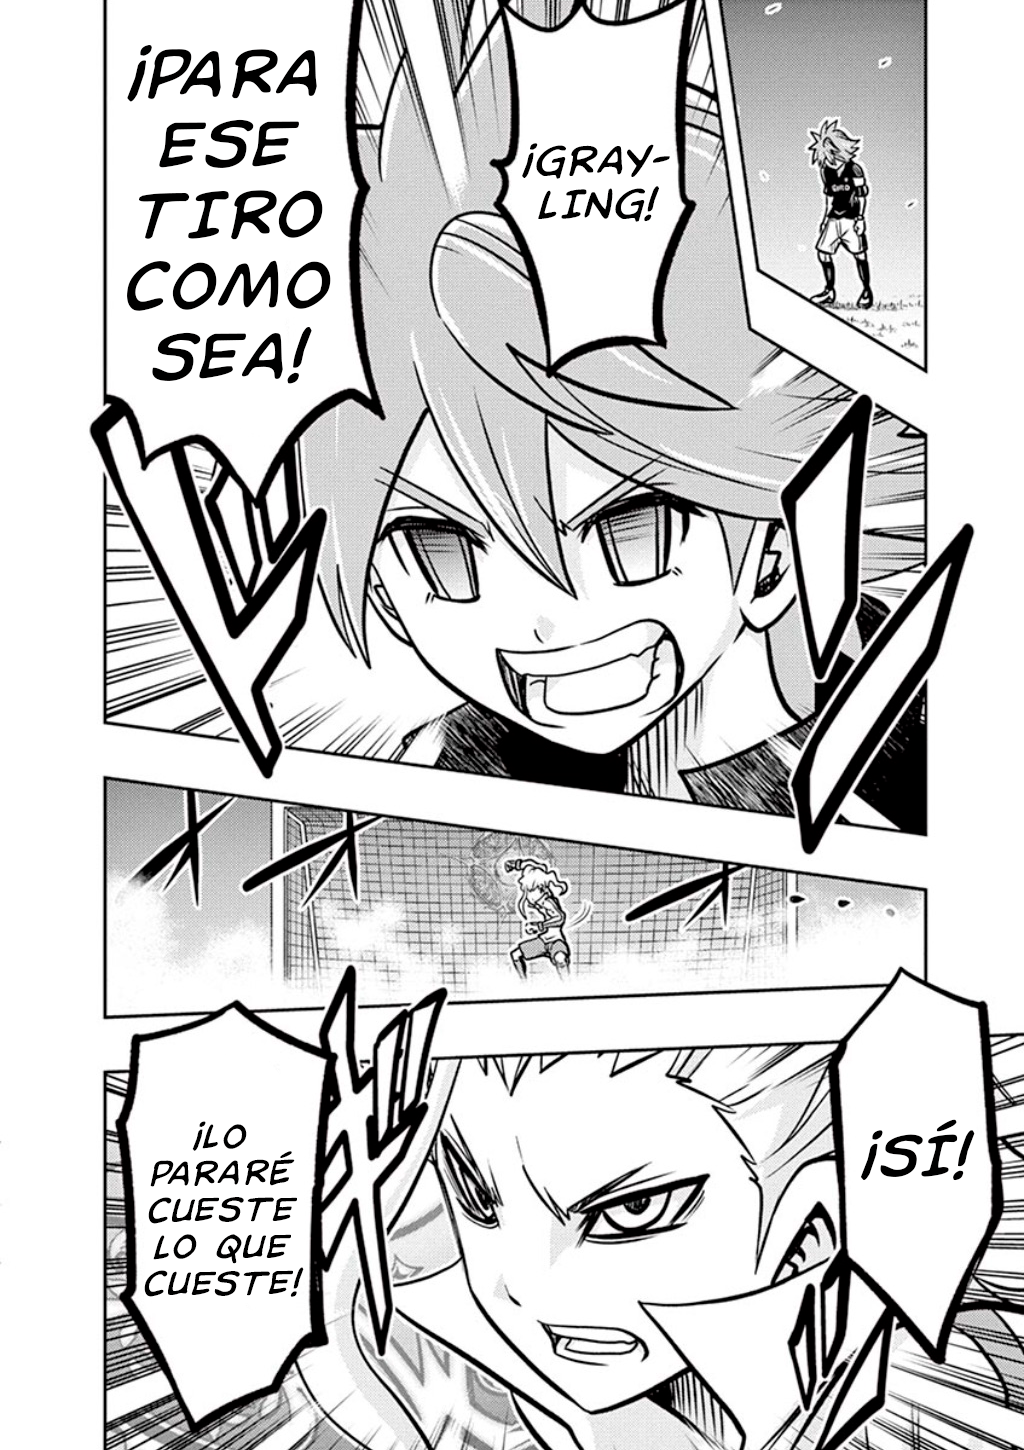 ¡GRAY-
LING!
¡PARA
ESE
TIRO
COMO
SEA!
¡SÍ!
¡LO
PARARÉ
CUESTE
LO QUE
CUESTE!